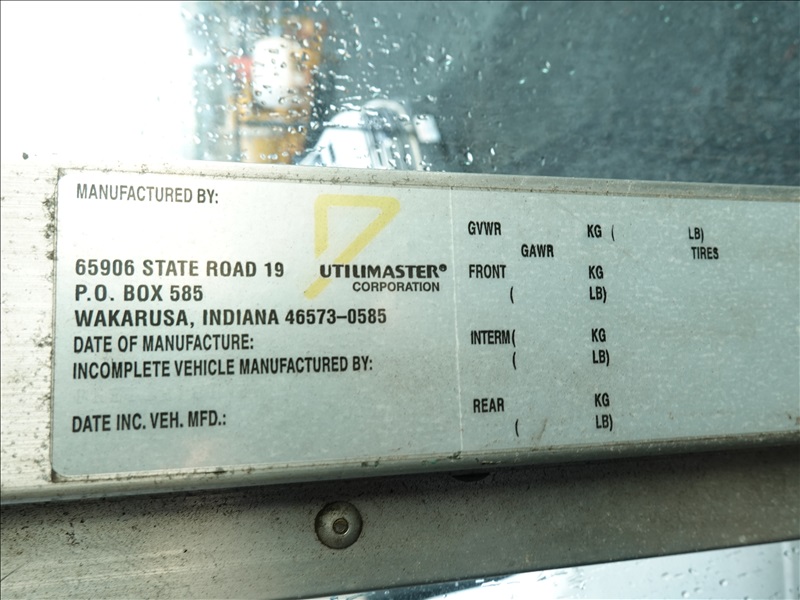 MANUFACTURED BY:
65906 STATE ROAD 19
P.O. BOX 585
WAKARUSA, INDIANA 46573-0585
UTILIMASTER®
CORPORATION
DATE OF MANUFACTURE:
INCOMPLETE VEHICLE MANUFACTURED BY:
DATE INC. VEH. MFD.:
GVWR KG ( LB)
GAWR TIRES
FRONT KG
( LB)
INTERM( KG
( LB)
REAR KG
( LB)